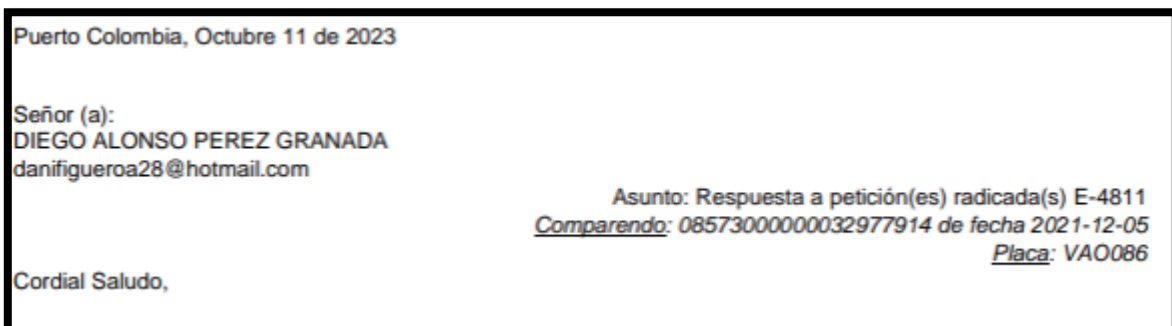 Puerto Colombia, Octubre 11 de 2023
Señor (a):
DIEGO ALONSO PEREZ GRANADA
danifigueroa28@hotmail.com
Asunto: Respuesta a petición(es) radicada(s) E-4811
Comparendo: 08573000000032977914 de fecha 2021-12-05
Placa: VAO086
Cordial Saludo,